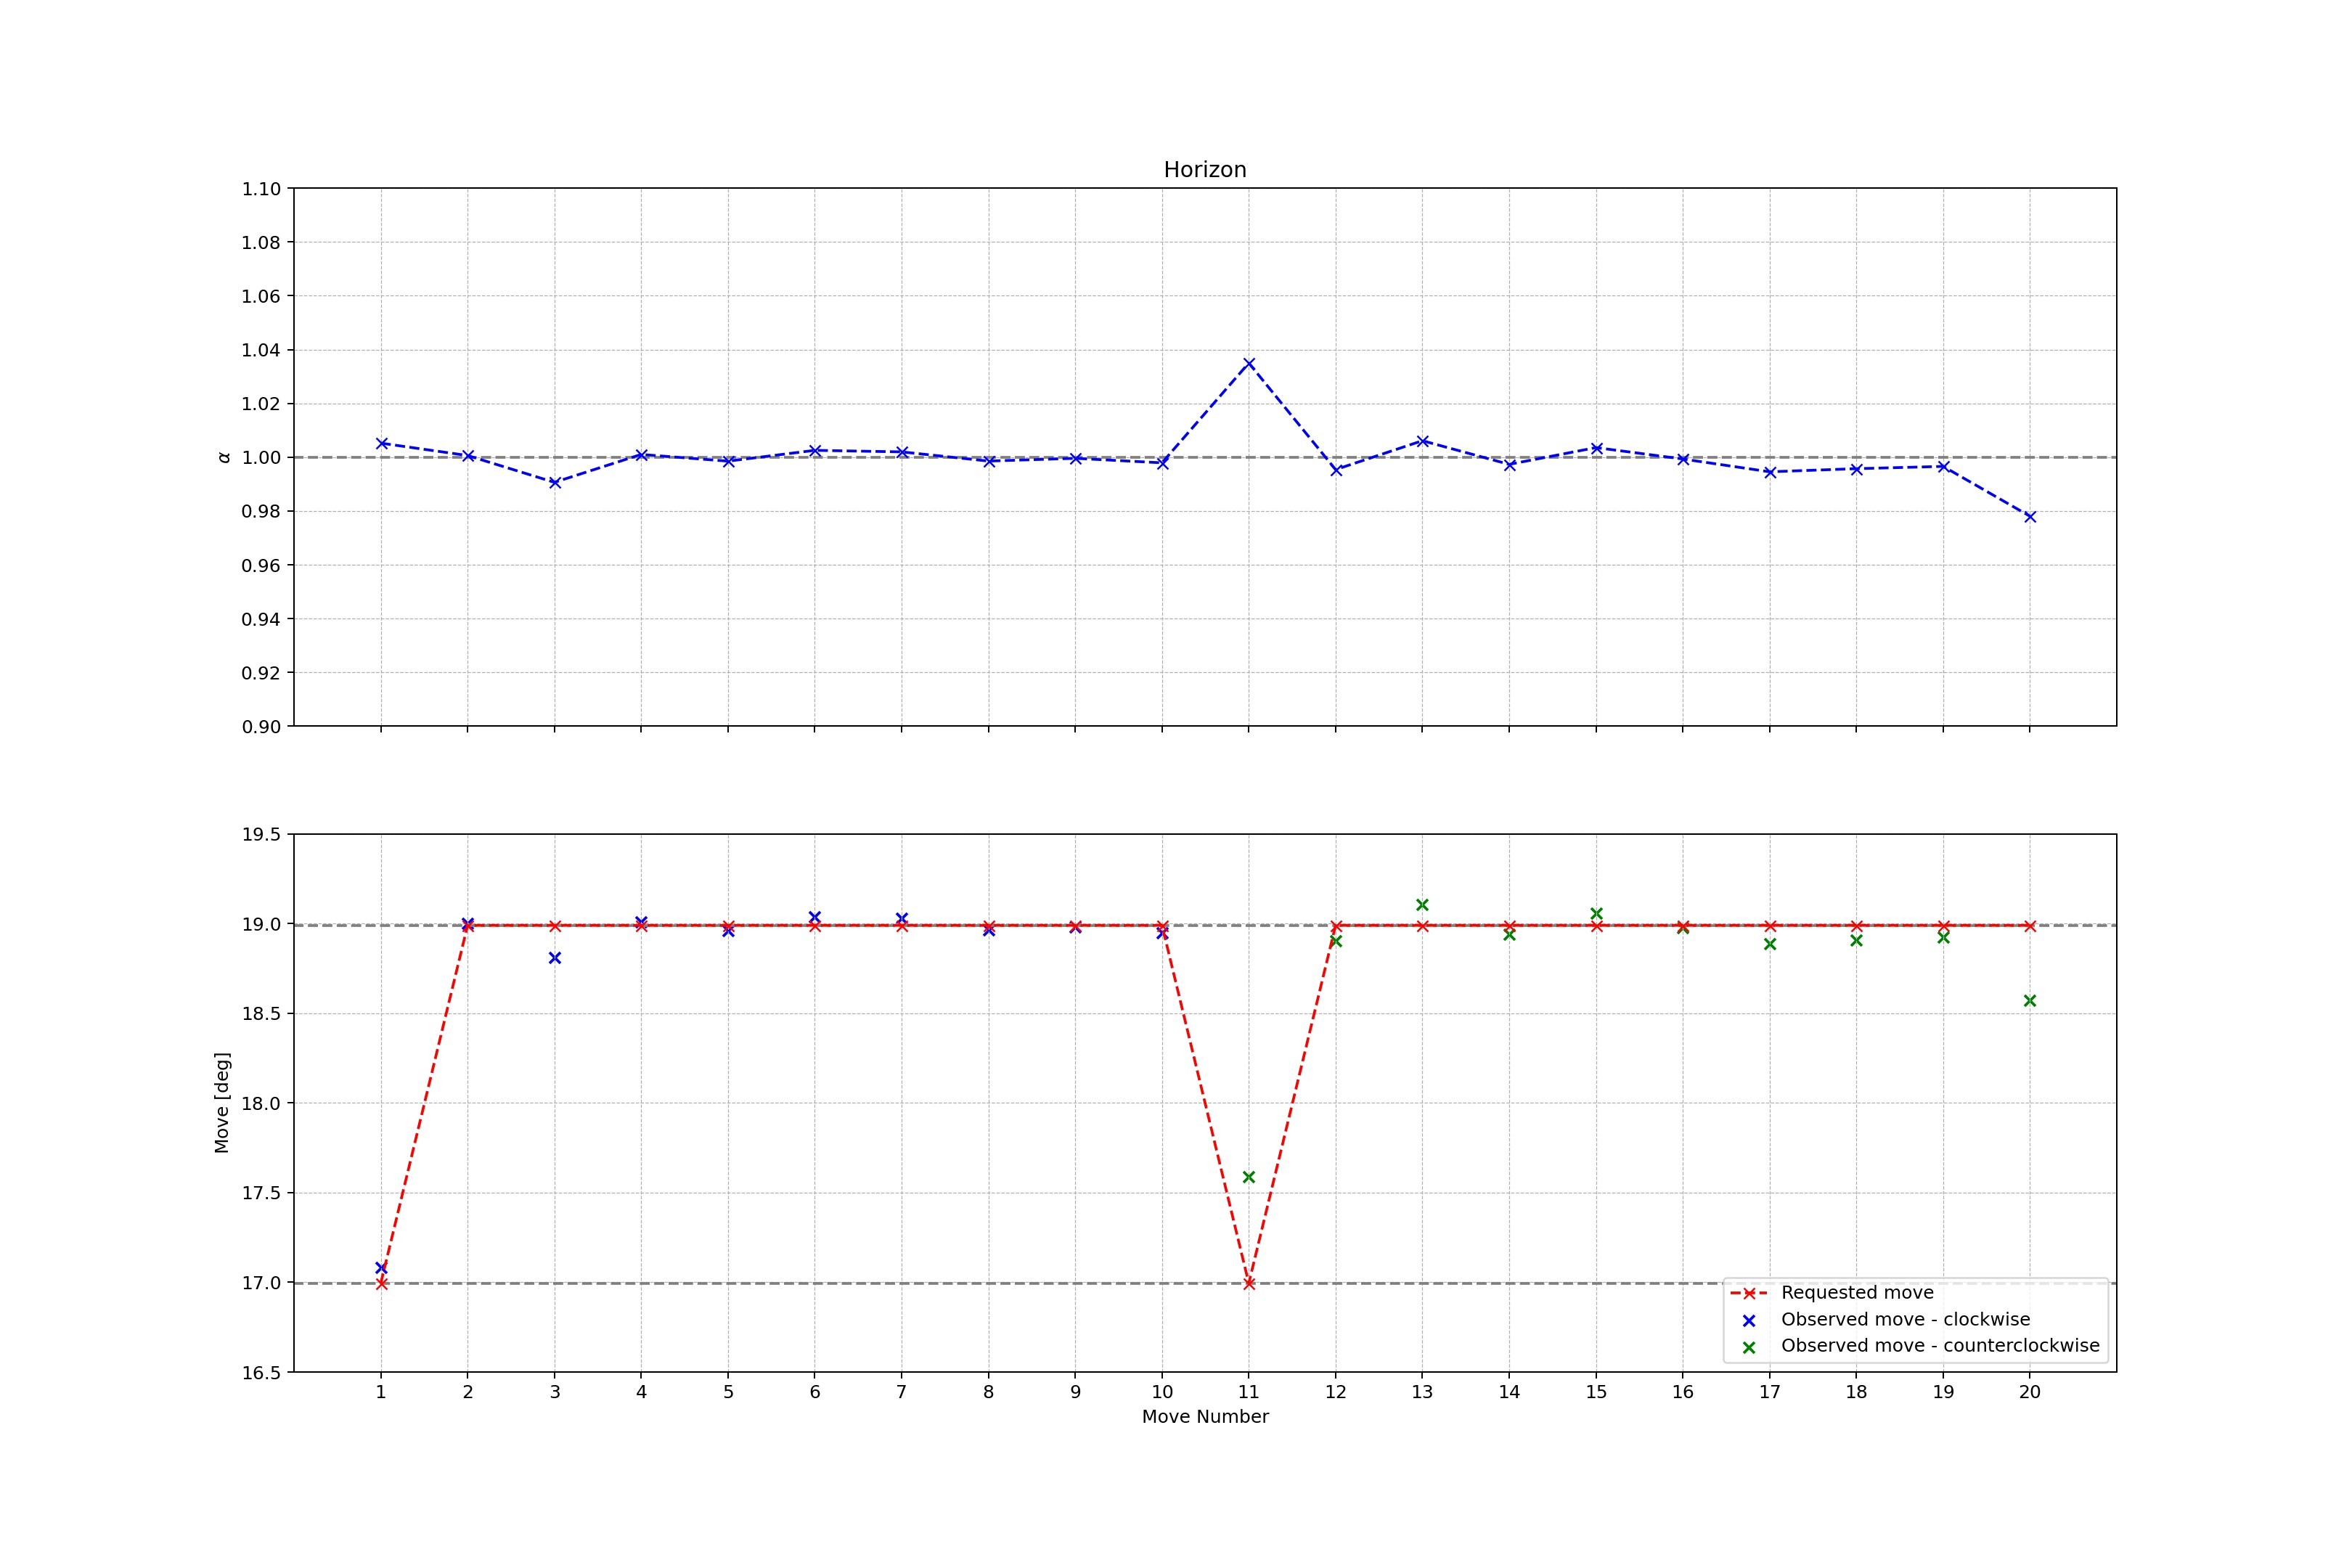 Horizon
1.10
1.08
1.06
1.04
1.02
1.00
0.98
0.96
0.94
0.92
0.90
α
19.5
19.0
18.5
18.0
17.5
17.0
16.5
Move [deg]
Requested move
Observed move - clockwise
Observed move - counterclockwise
1 2 3 4 5 6 7 8 9 10 11 12 13 14 15 16 17 18 19 20
Move Number